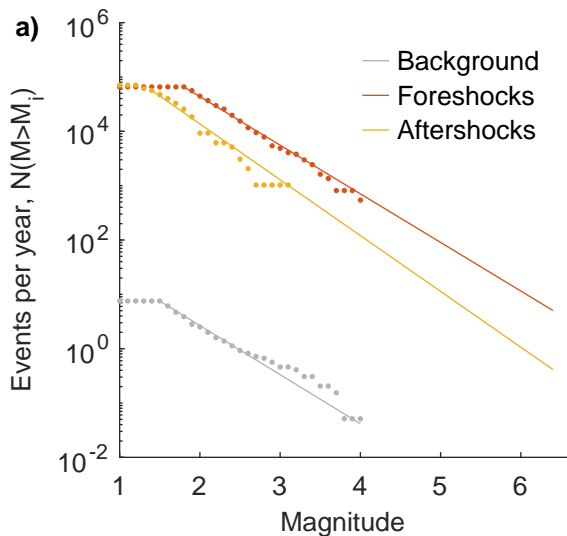 a)
10^6
10^4
10^2
10^0
10^-2
Events per year, N(M>M_i)
Background
Foreshocks
Aftershocks
1 2 3 4 5 6
Magnitude